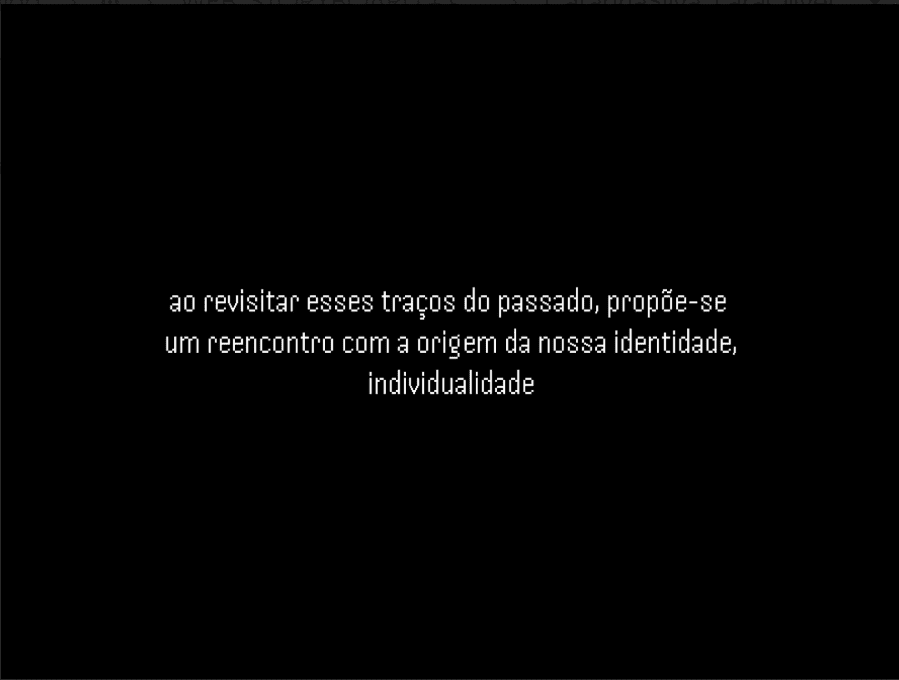 ao revisitar esses traços do passado, propõe-se
um reencontro com a origem da nossa identidade,
individualidade